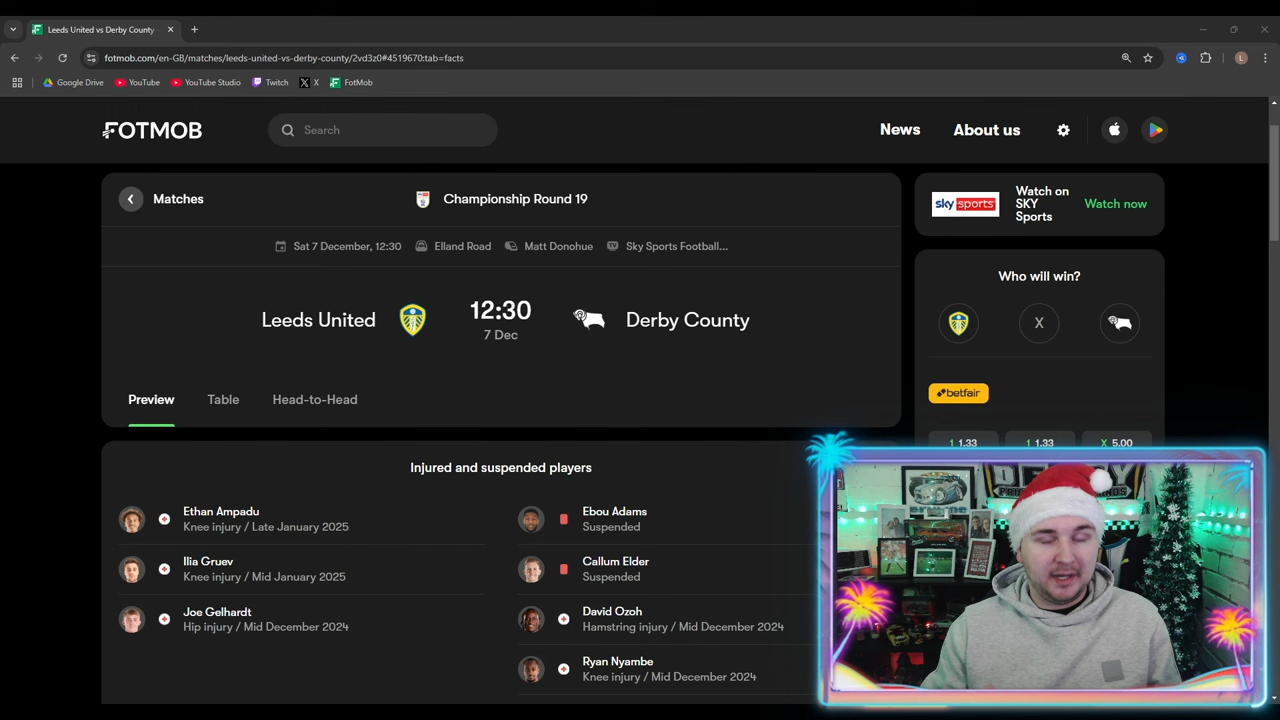 Leeds United vs Derby County
fotmob.com/en-GB/matches/leeds-united-vs-derby-county/2vd3z0#4519670:tab=facts
L
Google Drive
YouTube
YouTube Studio
Twitch
X
FotMob
FOTMOB
Search
News
About us
Matches
Championship Round 19
Sat 7 December, 12:30
Elland Road
Matt Donohue
Sky Sports Football...
Leeds United
12:30
7 Dec
Derby County
Preview
Table
Head-to-Head
sky sports
Watch on
SKY
Sports
Watch now
Who will win?
X
betfair
1 1.33
1 1.33
X 5.00
Injured and suspended players
Ethan Ampadu
Knee injury / Late January 2025
Ilia Gruev
Knee injury / Mid January 2025
Joe Gelhardt
Hip injury / Mid December 2024
Ebou Adams
Suspended
Callum Elder
Suspended
David Ozoh
Hamstring injury / Mid December 2024
Ryan Nyambe
Knee injury / Mid December 2024